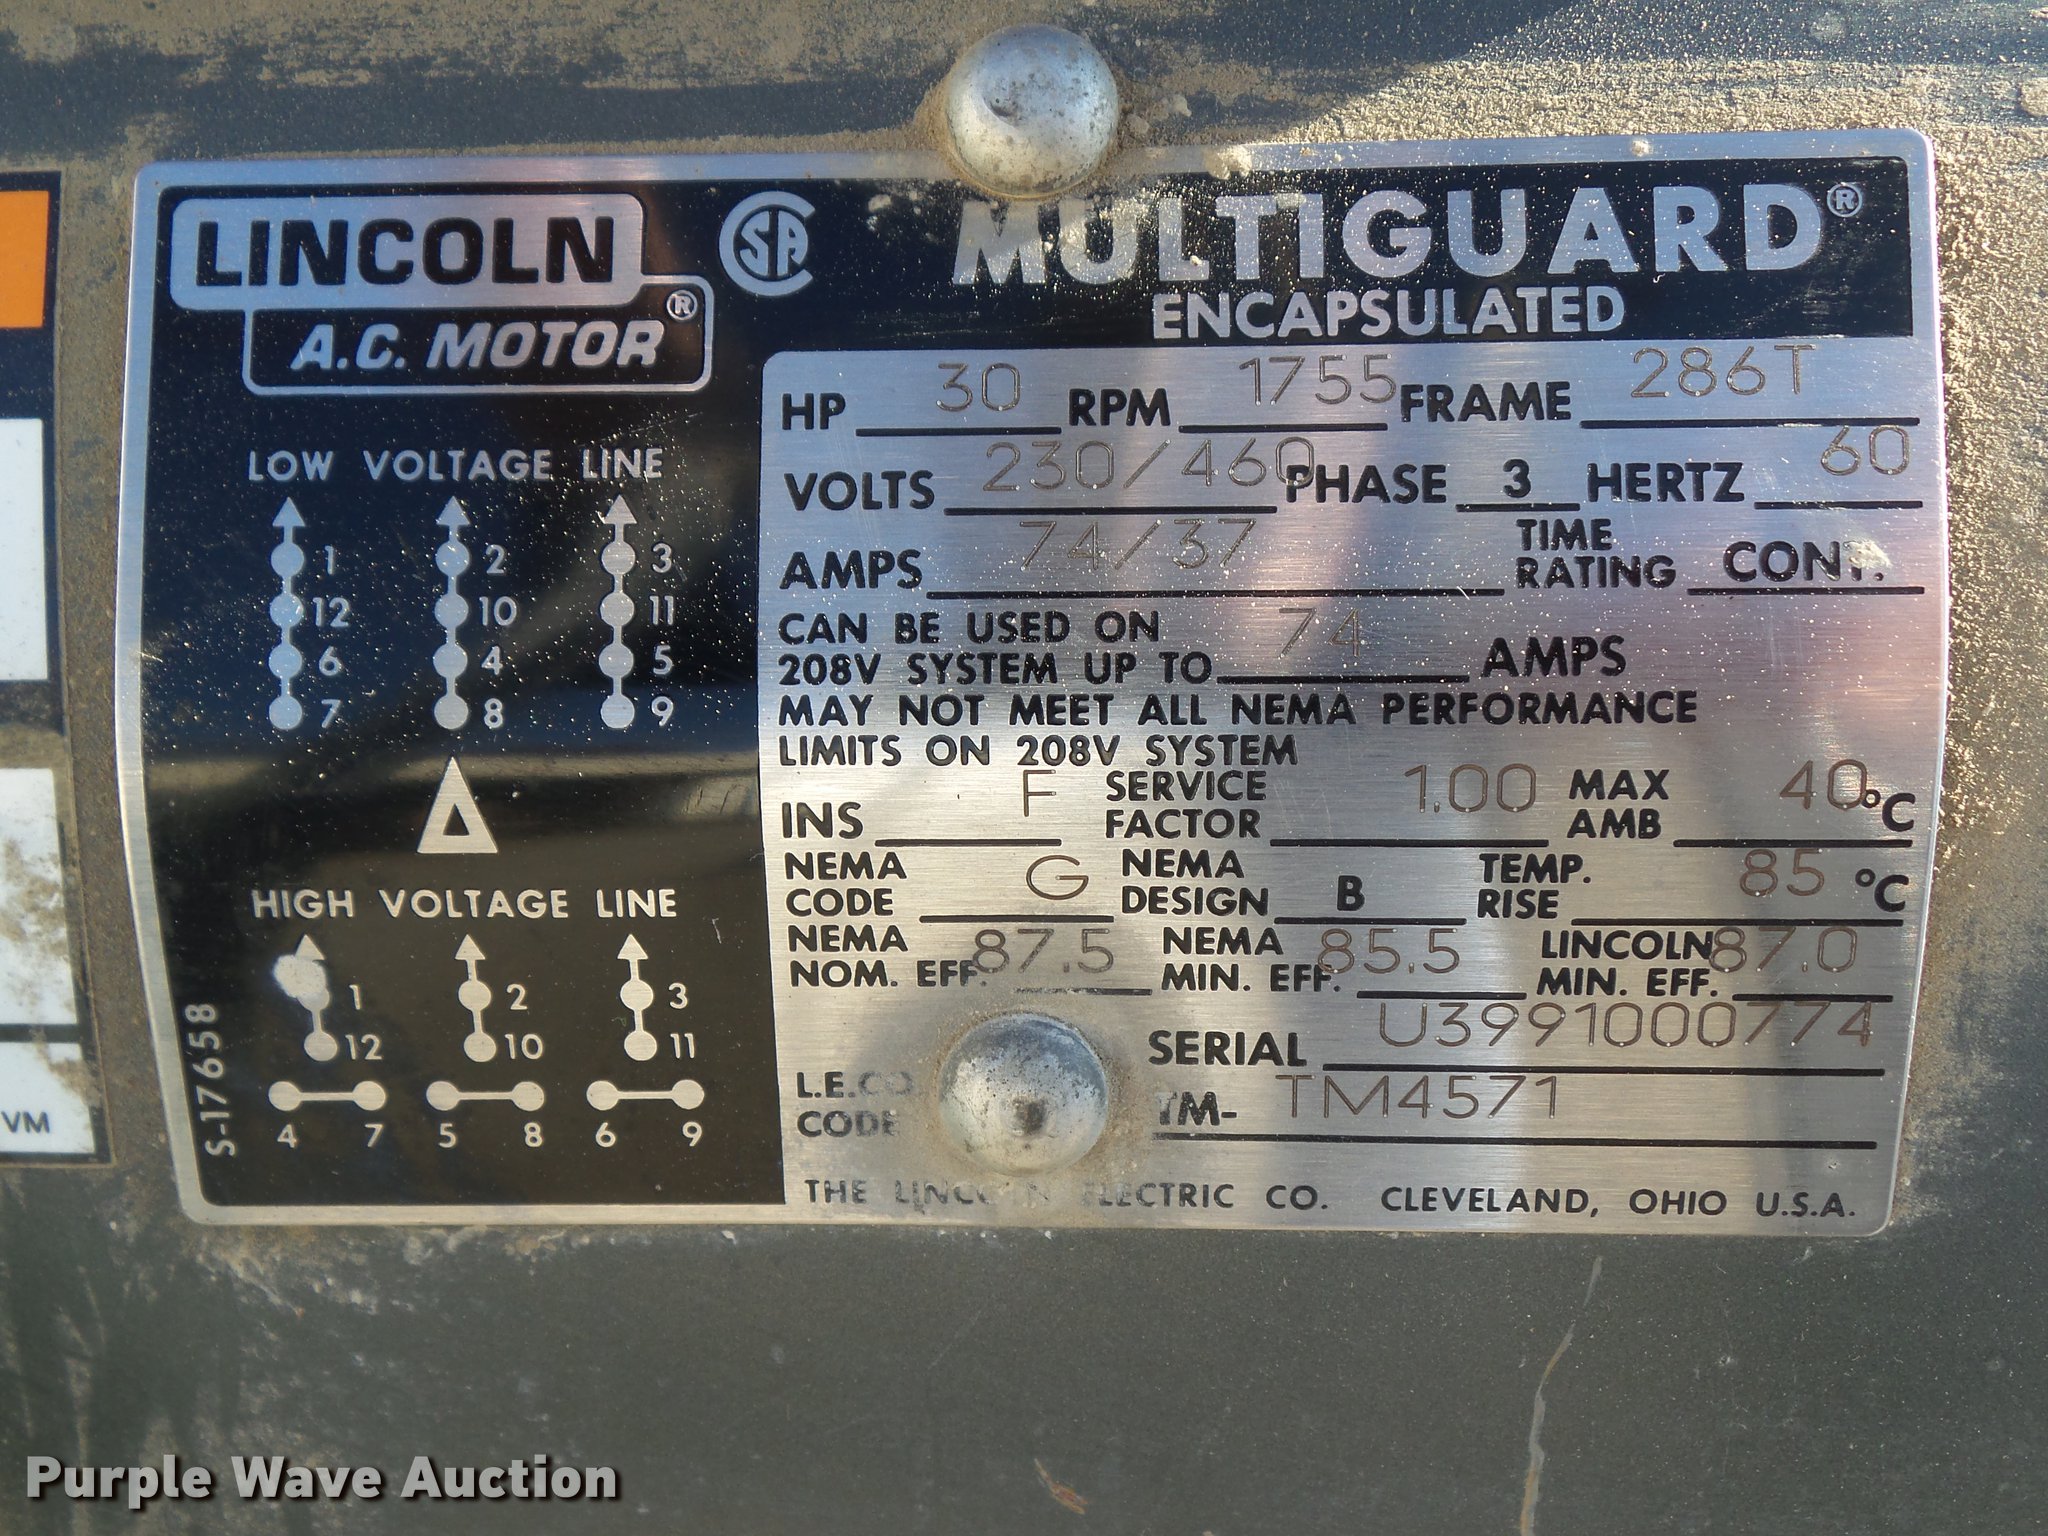 LINCOLN
A.C. MOTOR®
CSA
MULTIGUARD®
ENCAPSULATED
LOW VOLTAGE LINE
1 2 3
12 10 11
6 4 5
7 8 9
HIGH VOLTAGE LINE
1 2 3
12 10 11
4 7 5 8 6 9
S-17658
HP 30 RPM 1755 FRAME 286T
VOLTS 230/460 PHASE 3 HERTZ 60
AMPS 74/37 TIME RATING CONT.
CAN BE USED ON
208V SYSTEM UP TO 74 AMPS
MAY NOT MEET ALL NEMA PERFORMANCE
LIMITS ON 208V SYSTEM
INS F SERVICE FACTOR 1.00 MAX AMB 40 °C
NEMA CODE G NEMA DESIGN B TEMP. RISE 85 °C
NEMA NOM. EFF. 87.5 NEMA MIN. EFF. 85.5 LINCOLN MIN. EFF. 87.0
SERIAL U3991000774
L.E.CO. CODE TM- TM4571
THE LINCOLN ELECTRIC CO. CLEVELAND, OHIO U.S.A.
VM
Purple Wave Auction